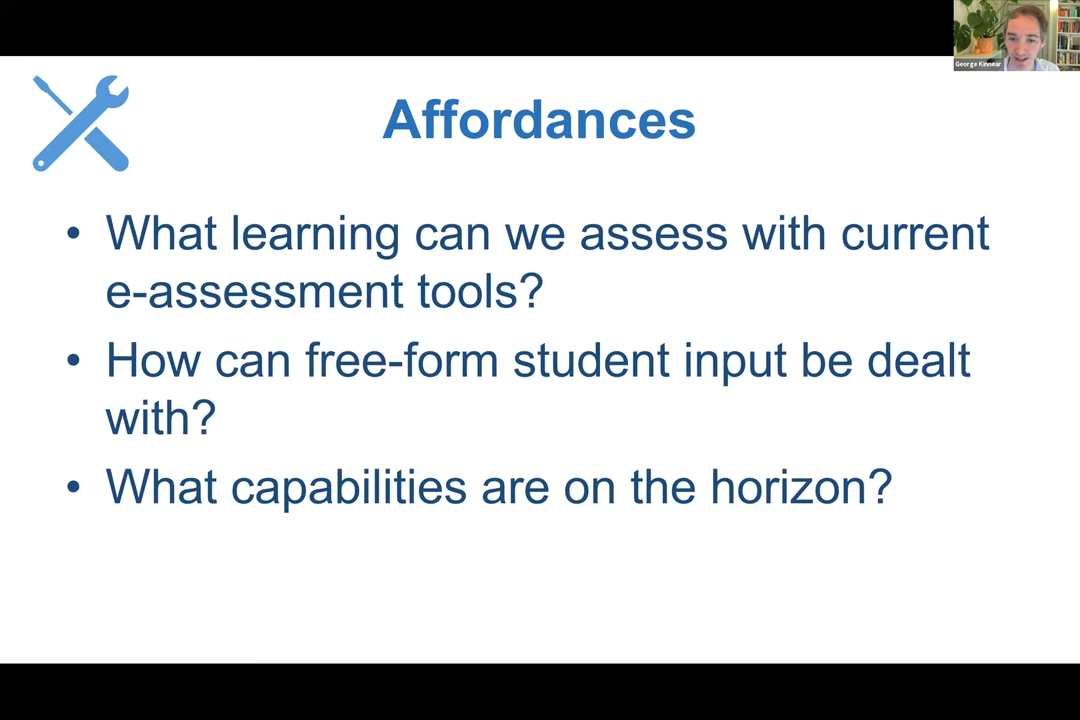 George Kinnear
Affordances
• What learning can we assess with current
e-assessment tools?
• How can free-form student input be dealt
with?
• What capabilities are on the horizon?